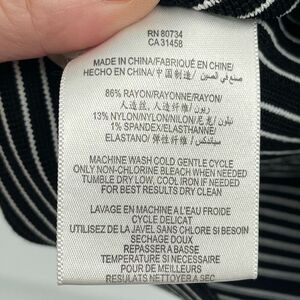 RN 80734
CA 31458
MADE IN CHINA/FABRIQUÉ EN CHINE/
HECHO EN CHINA/中国制造/ صنع في الصين
86% RAYON/RAYONNE/RAYON/
人造丝, 人造纤维/ ريون/
13% NYLON/NYLON/NILON/尼龙/ نايلون/
1% SPANDEX/ELASTHANNE/
ELASTANO/ 弹性纤维/ سباندكس
MACHINE WASH COLD GENTLE CYCLE
ONLY NON-CHLORINE BLEACH WHEN NEEDED
TUMBLE DRY LOW, COOL IRON IF NEEDED
FOR BEST RESULTS DRY CLEAN
LAVAGE EN MACHINE A L'EAU FROIDE
CYCLE DELICAT
UTILISEZ DE LA JAVEL SANS CHLORE SI BESOIN
SECHAGE DOUX
REPASSER A BASSE
TEMPERATURE SI NECESSAIRE
POUR DE MEILLEURS
RESULTATS NETTOYER A SEC